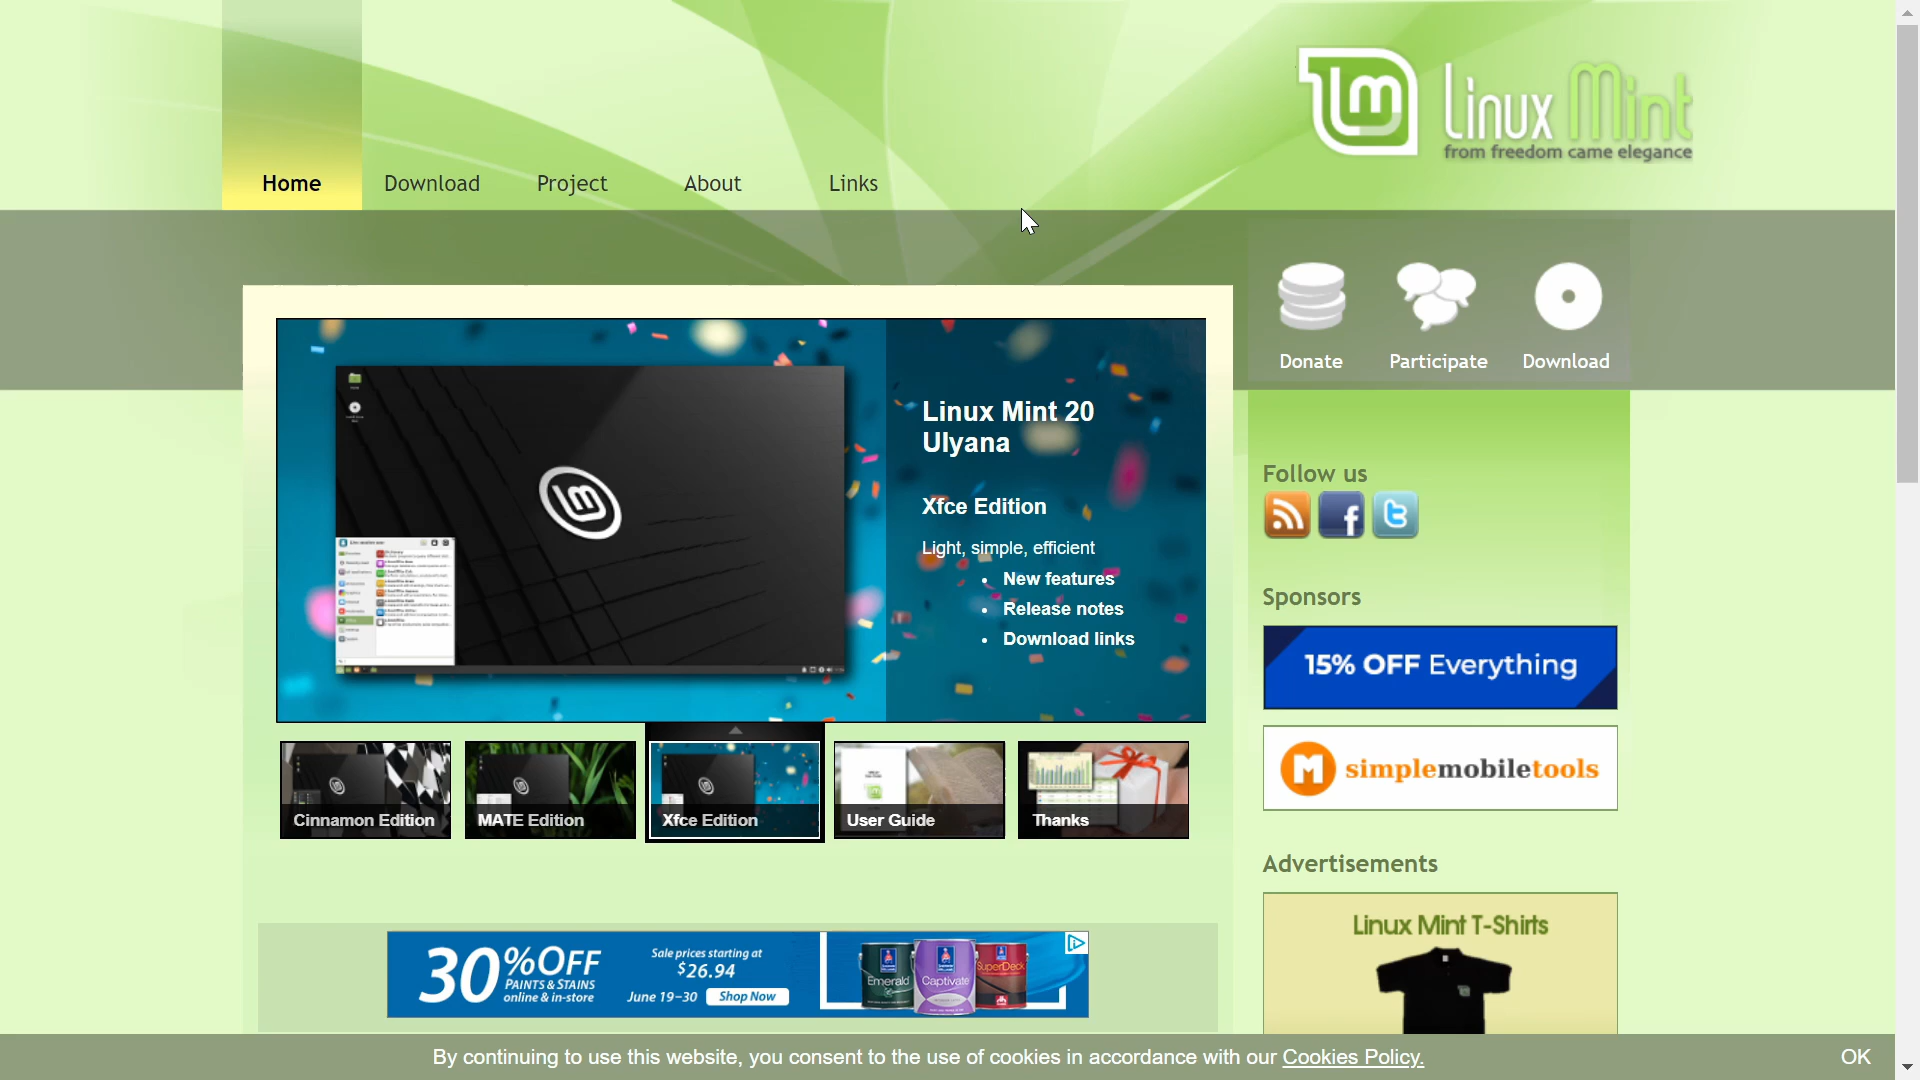 Linux Mint
from freedom came elegance
Home
Download
Project
About
Links
Donate
Participate
Download
Linux Mint 20
Ulyana
Xfce Edition
Light, simple, efficient
New features
Release notes
Download links
Cinnamon Edition
MATE Edition
Xfce Edition
User Guide
Thanks
Follow us
Sponsors
15% OFF Everything
simplemobiletools
Advertisements
Linux Mint T-Shirts
30%OFF
PAINTS & STAINS
online & in-store
Sale prices starting at
$26.94
June 19-30
Shop Now
Emerald
Captivate
SuperDeck
By continuing to use this website, you consent to the use of cookies in accordance with our Cookies Policy.
OK